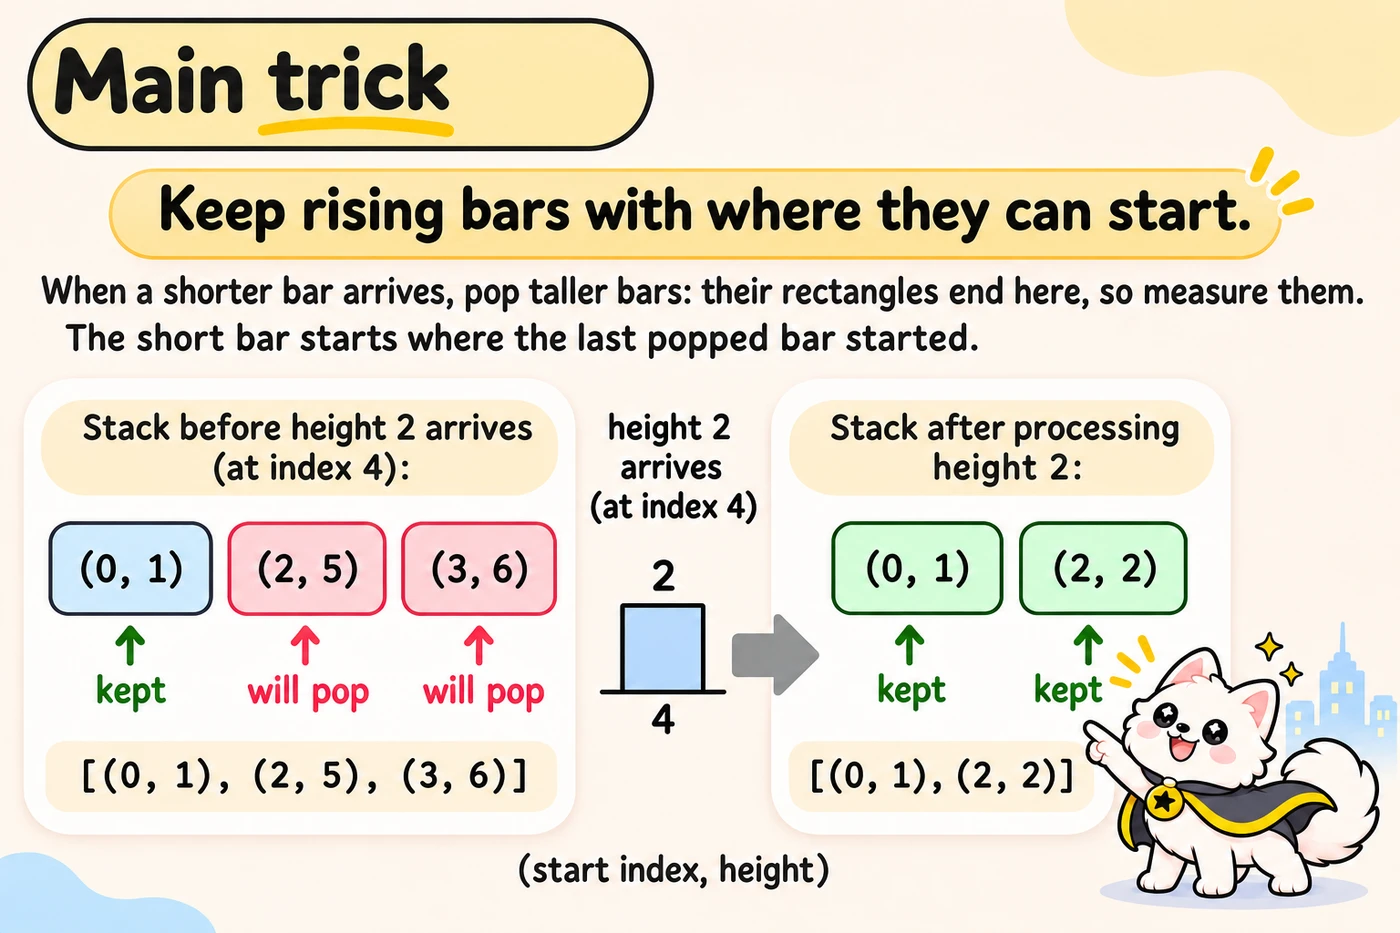 Main trick
Keep rising bars with where they can start.
When a shorter bar arrives, pop taller bars: their rectangles end here, so measure them.
The short bar starts where the last popped bar started.
Stack before height 2 arrives
(at index 4):
(0, 1)
(2, 5)
(3, 6)
kept
will pop
will pop
[(0, 1), (2, 5), (3, 6)]
height 2
arrives
(at index 4)
2
4
Stack after processing
height 2:
(0, 1)
(2, 2)
kept
kept
[(0, 1), (2, 2)]
(start index, height)